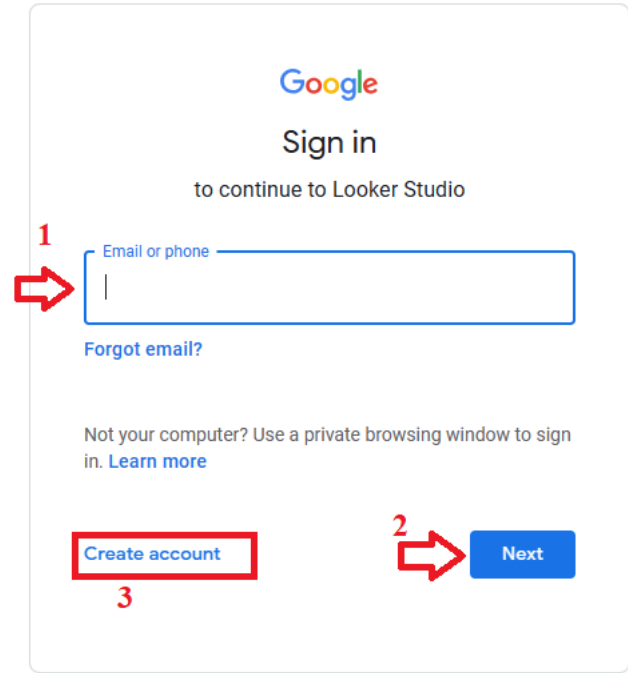 Google
Sign in
to continue to Looker Studio
1
Email or phone
Forgot email?
Not your computer? Use a private browsing window to sign
in. Learn more
2
Create account
Next
3